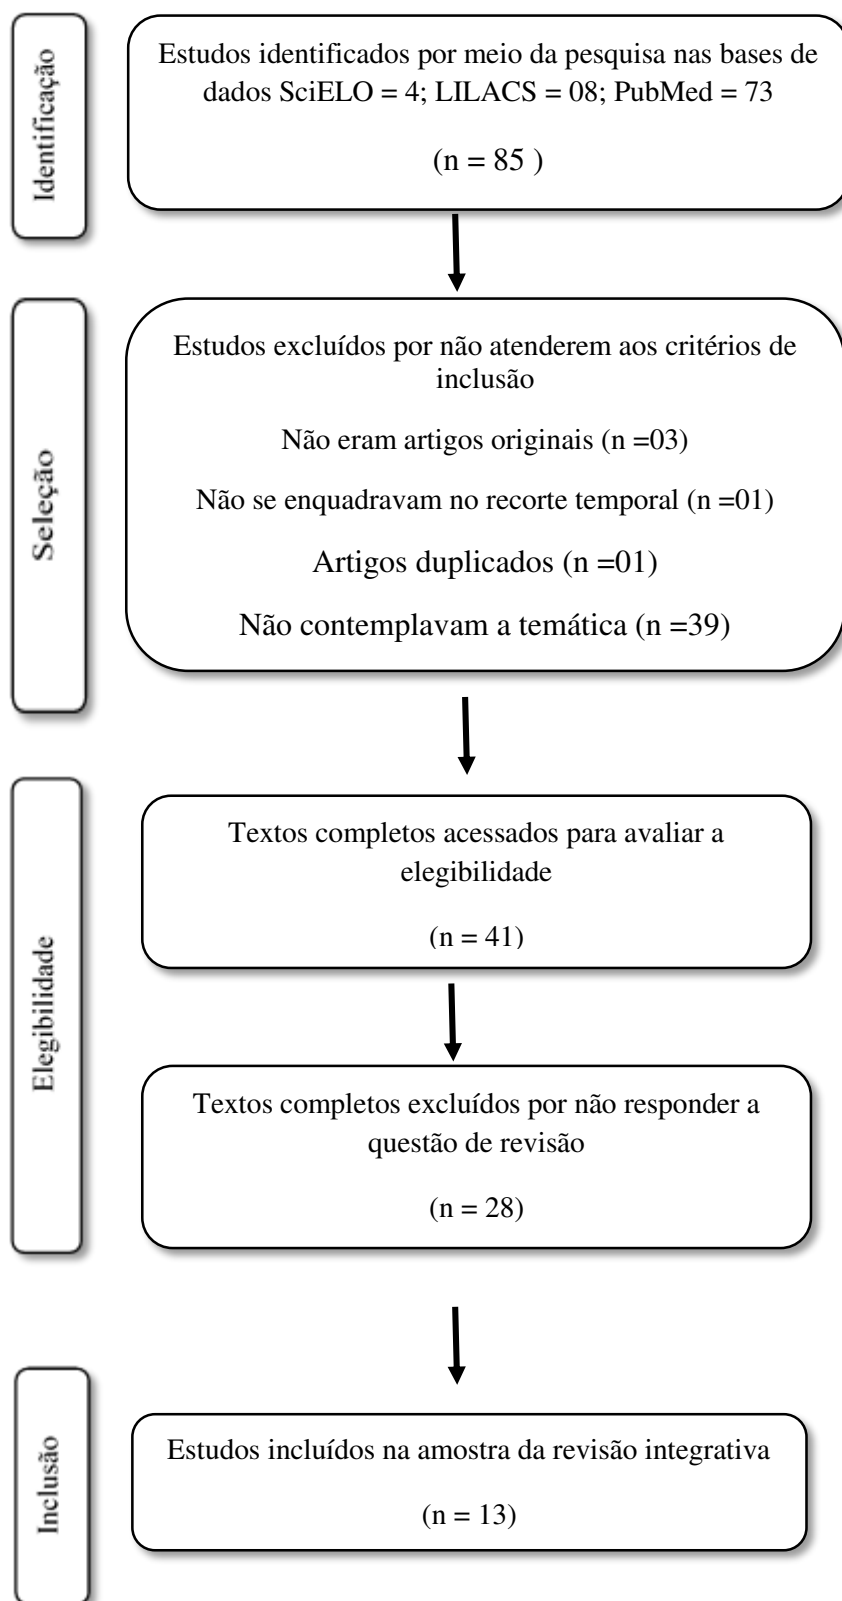 Identificação
Estudos identificados por meio da pesquisa nas bases de
dados SciELO = 4; LILACS = 08; PubMed = 73
(n = 85 )
Seleção
Estudos excluídos por não atenderem aos critérios de
inclusão
Não eram artigos originais (n =03)
Não se enquadravam no recorte temporal (n =01)
Artigos duplicados (n =01)
Não contemplavam a temática (n =39)
Elegibilidade
Textos completos acessados para avaliar a
elegibilidade
(n = 41)
Textos completos excluídos por não responder a
questão de revisão
(n = 28)
Inclusão
Estudos incluídos na amostra da revisão integrativa
(n = 13)